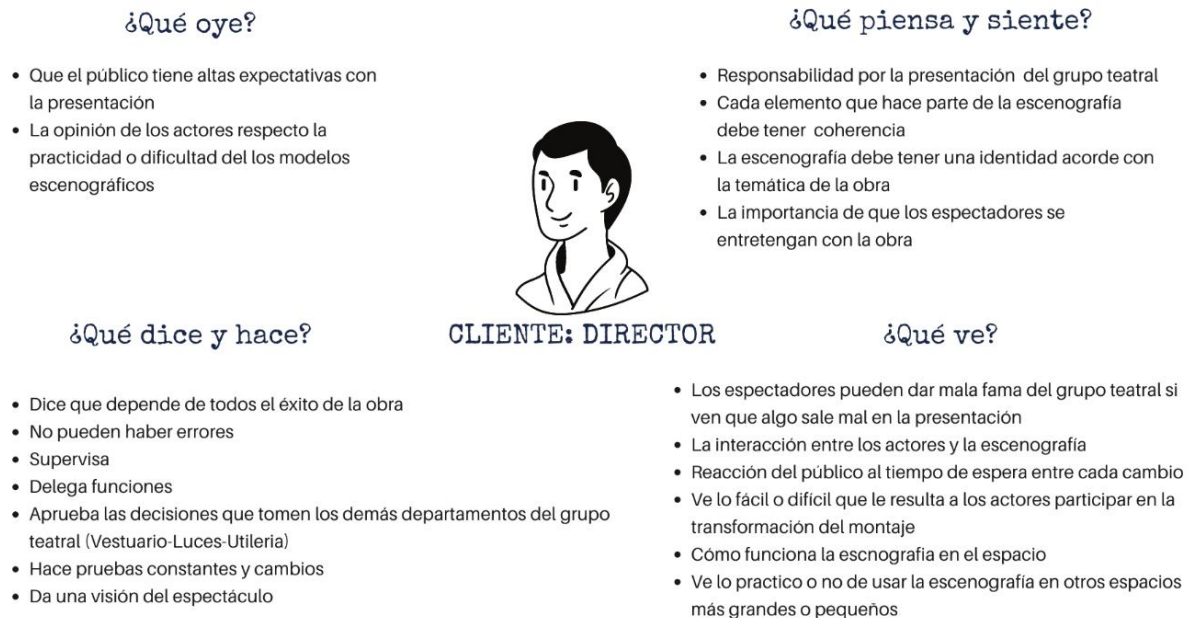 ¿Qué oye?
• Que el público tiene altas expectativas con
la presentación
• La opinión de los actores respecto la
practicidad o dificultad del los modelos
escenográficos
¿Qué piensa y siente?
• Responsabilidad por la presentación del grupo teatral
• Cada elemento que hace parte de la escenografía
debe tener coherencia
• La escenografía debe tener una identidad acorde con
la temática de la obra
• La importancia de que los espectadores se
entretengan con la obra
CLIENTE: DIRECTOR
¿Qué dice y hace?
• Dice que depende de todos el éxito de la obra
• No pueden haber errores
• Supervisa
• Delega funciones
• Aprueba las decisiones que tomen los demás departamentos del grupo
teatral (Vestuario-Luces-Utileria)
• Hace pruebas constantes y cambios
• Da una visión del espectáculo
¿Qué ve?
• Los espectadores pueden dar mala fama del grupo teatral si
ven que algo sale mal en la presentación
• La interacción entre los actores y la escenografía
• Reacción del público al tiempo de espera entre cada cambio
• Ve lo fácil o difícil que le resulta a los actores participar en la
transformación del montaje
• Cómo funciona la escnografia en el espacio
• Ve lo practico o no de usar la escenografía en otros espacios
más grandes o pequeños